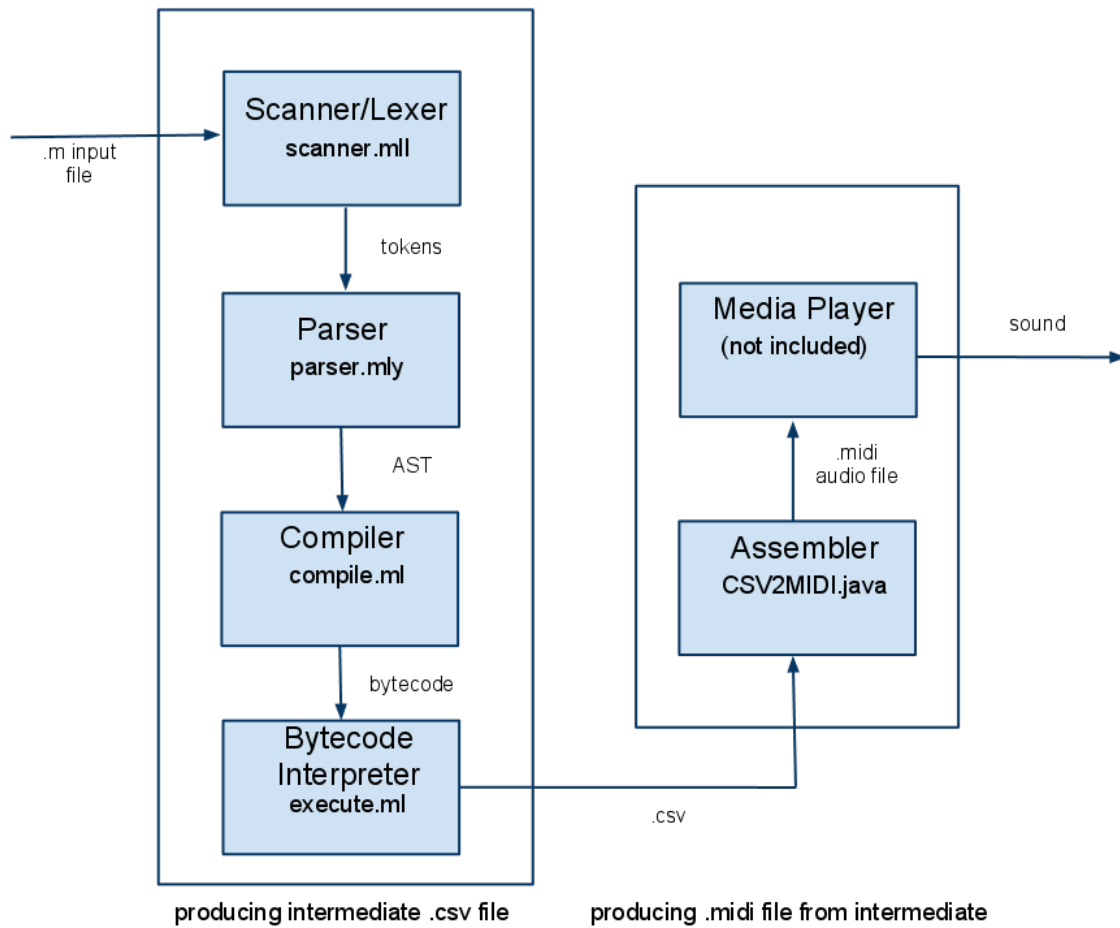 .m input
file
Scanner/Lexer
scanner.mll
tokens
Parser
parser.mly
AST
Compiler
compile.ml
bytecode
Bytecode
Interpreter
execute.ml
.csv
producing intermediate .csv file
Media Player
(not included)
sound
.midi
audio file
Assembler
CSV2MIDI.java
producing .midi file from intermediate